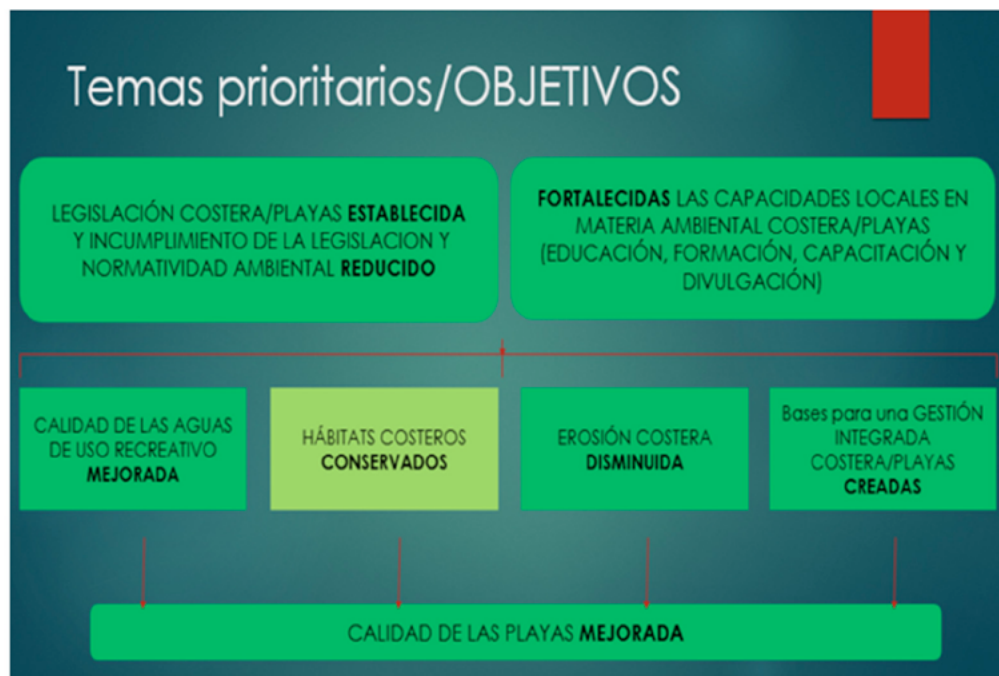 Temas prioritarios/OBJETIVOS
LEGISLACIÓN COSTERA/PLAYAS ESTABLECIDA
Y INCUMPLIMIENTO DE LA LEGISLACION Y
NORMATIVIDAD AMBIENTAL REDUCIDO
FORTALECIDAS LAS CAPACIDADES LOCALES EN
MATERIA AMBIENTAL COSTERA/PLAYAS
(EDUCACIÓN, FORMACIÓN, CAPACITACIÓN Y
DIVULGACIÓN)
CALIDAD DE LAS AGUAS
DE USO RECREATIVO
MEJORADA
HÁBITATS COSTEROS
CONSERVADOS
EROSIÓN COSTERA
DISMINUIDA
Bases para una GESTIÓN
INTEGRADA
COSTERA/PLAYAS
CREADAS
CALIDAD DE LAS PLAYAS MEJORADA